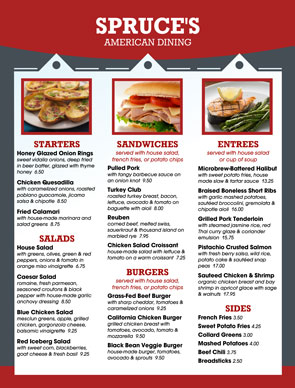 SPRUCE'S
AMERICAN DINING
STARTERS
Honey Glazed Onion Rings
sweet vidalia onions, deep fried
in beer batter, glazed with thyme
honey 6.50
Chicken Quesadilla
with caramelized onions, roasted
poblano guacamole, jicama
salsa & chipotle 8.50
Fried Calamari
with house-made marinara
and salad greens 8.75
SALADS
House Salad
with greens, olives, green & red
peppers, onions & tomato in
orange miso vinaigrette 6.75
Caesar Salad
romaine, fresh parmesan,
seasoned croutons & black
pepper with house-made garlic
anchovy dressing 8.50
Blue Chicken Salad
mesclun greens, apple, grilled
chicken, gorgonzola cheese,
balsamic vinaigrette 9.25
Red Iceberg Salad
with sweet corn, blackberries,
goat cheese & fresh basil 9.25
SANDWICHES
served with house salad,
french fries, or potato chips
Pulled Pork
with tangy barbecue sauce on
an onion knot 9.50
Turkey Club
roasted turkey breast, bacon,
lettuce, avocado & tomato on
baguette with aioli 8.00
Reuben
corned beef, melted swiss,
sauerkraut & thousand island on
marbled rye 7.95
Chicken Salad Croissant
house-made salad with lettuce &
tomato on a warm croissant 7.25
BURGERS
served with house salad,
french fries, or potato chips
Grass-Fed Beef Burger
with sharp cheddar, tomatoes &
caramelized onions 9.25
California Chicken Burger
grilled chicken breast with
tomatoes, avocado, tomato &
mozzarella 9.50
Black Bean Veggie Burger
house-made burger, tomatoes,
avocado & sprouts 9.50
ENTREES
served with house salad
or cup of soup
Microbrew-Battered Halibut
with sweet potato fries, house
made slaw & tartar sauce 13.25
Braised Boneless Short Ribs
with garlic mashed potatoes,
sautéed broccolini, gremolata &
chipotle aioli 16.00
Grilled Pork Tenderloin
with steamed jasmine rice, red
Thai curry glaze & coriander
emulsion 15.75
Pistachio Crusted Salmon
with fresh berry salsa, wild rice,
potato cake & sautéed snap
peas 17.00
Sauteed Chicken & Shrimp
organic chicken breast and bay
shrimp in apricot glace with sage
& walnuts 17.95
SIDES
French Fries 3.50
Sweet Potato Fries 4.25
Collard Greens 3.00
Mashed Potatoes 4.00
Beef Chili 3.75
Breadsticks 2.50